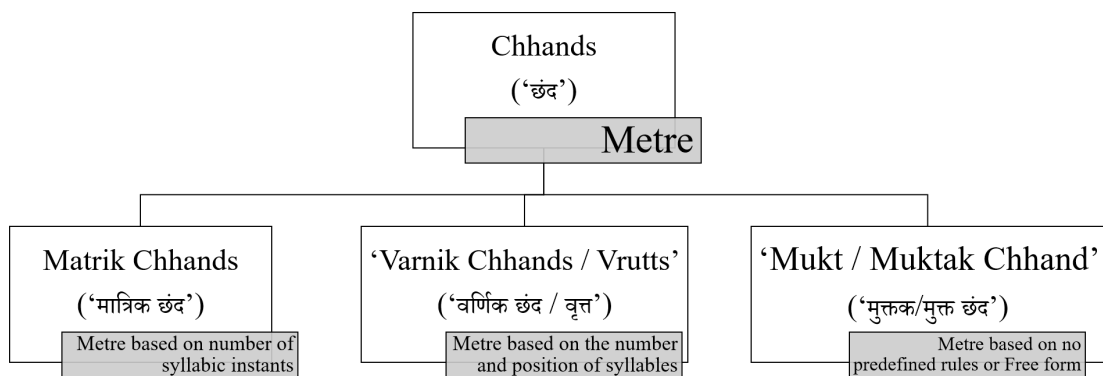 Chhands
(‘छंद’)
Metre
Matrik Chhands
(‘मात्रिक छंद’)
Metre based on number of
syllabic instants
‘Varnik Chhands / Vrutts’
(‘वर्णिक छंद / वृत्त’)
Metre based on the number
and position of syllables
‘Mukt / Muktak Chhand’
(‘मुक्तक/मुक्त छंद’)
Metre based on no
predefined rules or Free form